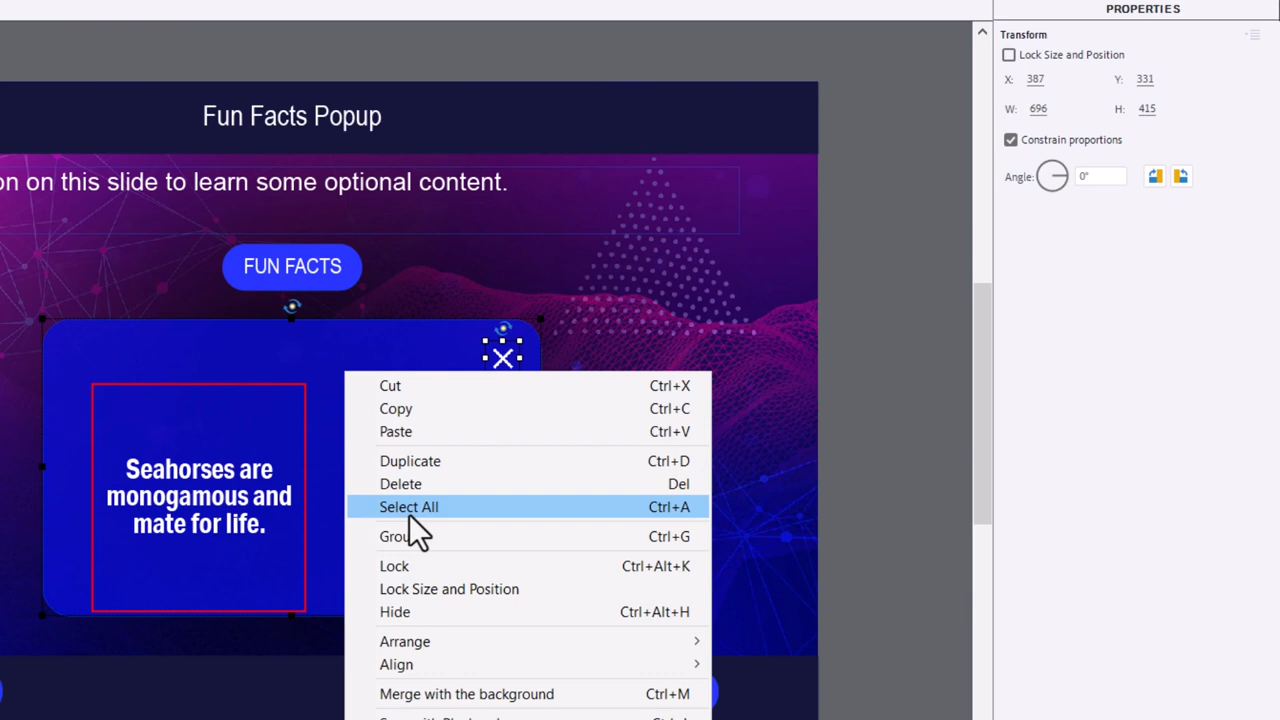 PROPERTIES
Transform
Lock Size and Position
X: 387 Y: 331
W: 696 H: 415
Constrain proportions
Angle: 0°
Fun Facts Popup
on on this slide to learn some optional content.
FUN FACTS
Seahorses are
monogamous and
mate for life.
Cut Ctrl+X
Copy Ctrl+C
Paste Ctrl+V
Duplicate Ctrl+D
Delete Del
Select All Ctrl+A
Ctrl+G
Lock Ctrl+Alt+K
Lock Size and Position
Hide Ctrl+Alt+H
Arrange
Align
Merge with the background Ctrl+M